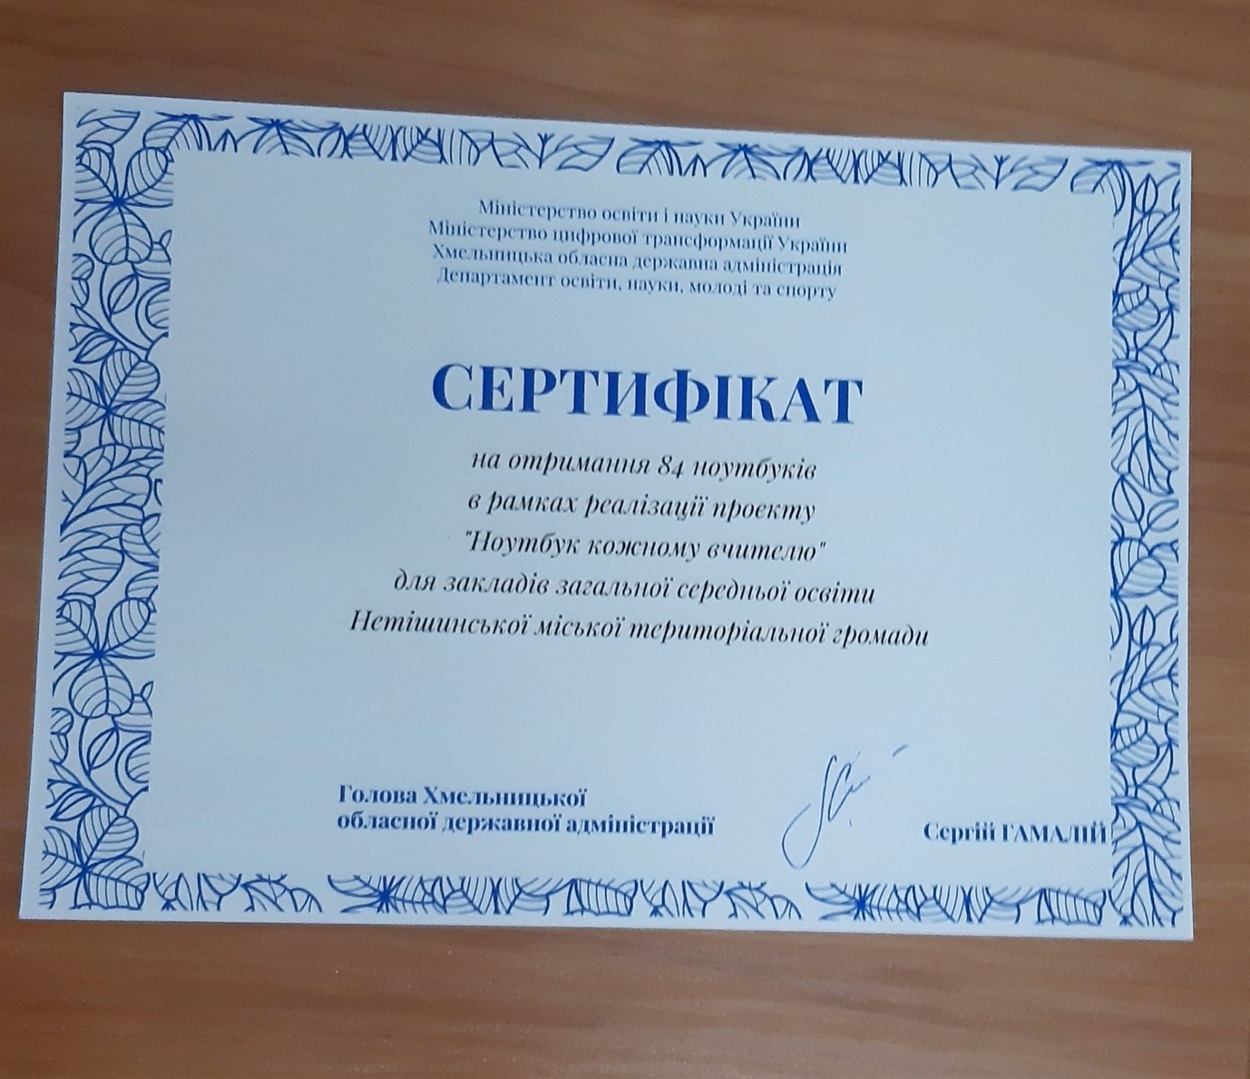 Міністерство освіти і науки України
Міністерство цифрової трансформації України
Хмельницька обласна державна адміністрація
Департамент освіти, науки, молоді та спорту
СЕРТИФІКАТ
на отримання 84 ноутбуків
в рамках реалізації проєкту
"Ноутбук кожному вчителю"
для закладів загальної середньої освіти
Нетішинської міської територіальної громади
Голова Хмельницької
обласної державної адміністрації
Сергій ГАМАЛІЙ